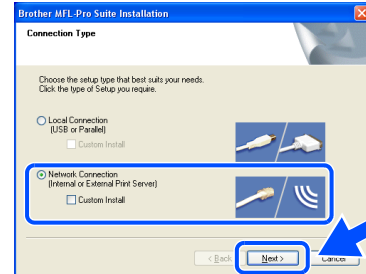 Brother MFL-Pro Suite Installation
Connection Type
Choose the setup type that best suits your needs.
Click the type of Setup you require.
Local Connection
(USB or Parallel)
Custom Install
Network Connection
(Internal or External Print Server)
Custom Install
< Back
Next >
Cancel